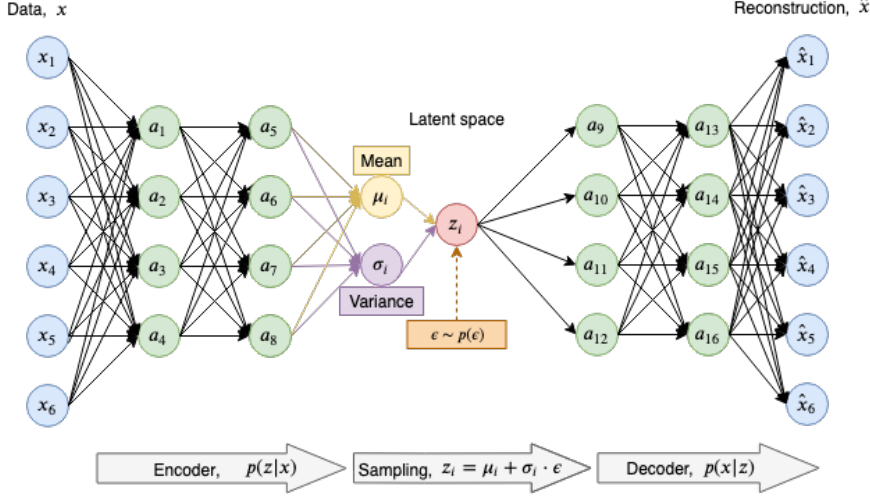 Data, x
Reconstruction, x̂
x₁
x₂
x₃
x₄
x₅
x₆
a₁
a₂
a₃
a₄
a₅
a₆
a₇
a₈
Mean
μᵢ
σᵢ
Variance
Latent space
zᵢ
ϵ ~ p(ϵ)
a₉
a₁₀
a₁₁
a₁₂
a₁₃
a₁₄
a₁₅
a₁₆
x̂₁
x̂₂
x̂₃
x̂₄
x̂₅
x̂₆
Encoder, p(z|x)
Sampling, zᵢ = μᵢ + σᵢ · ϵ
Decoder, p(x|z)